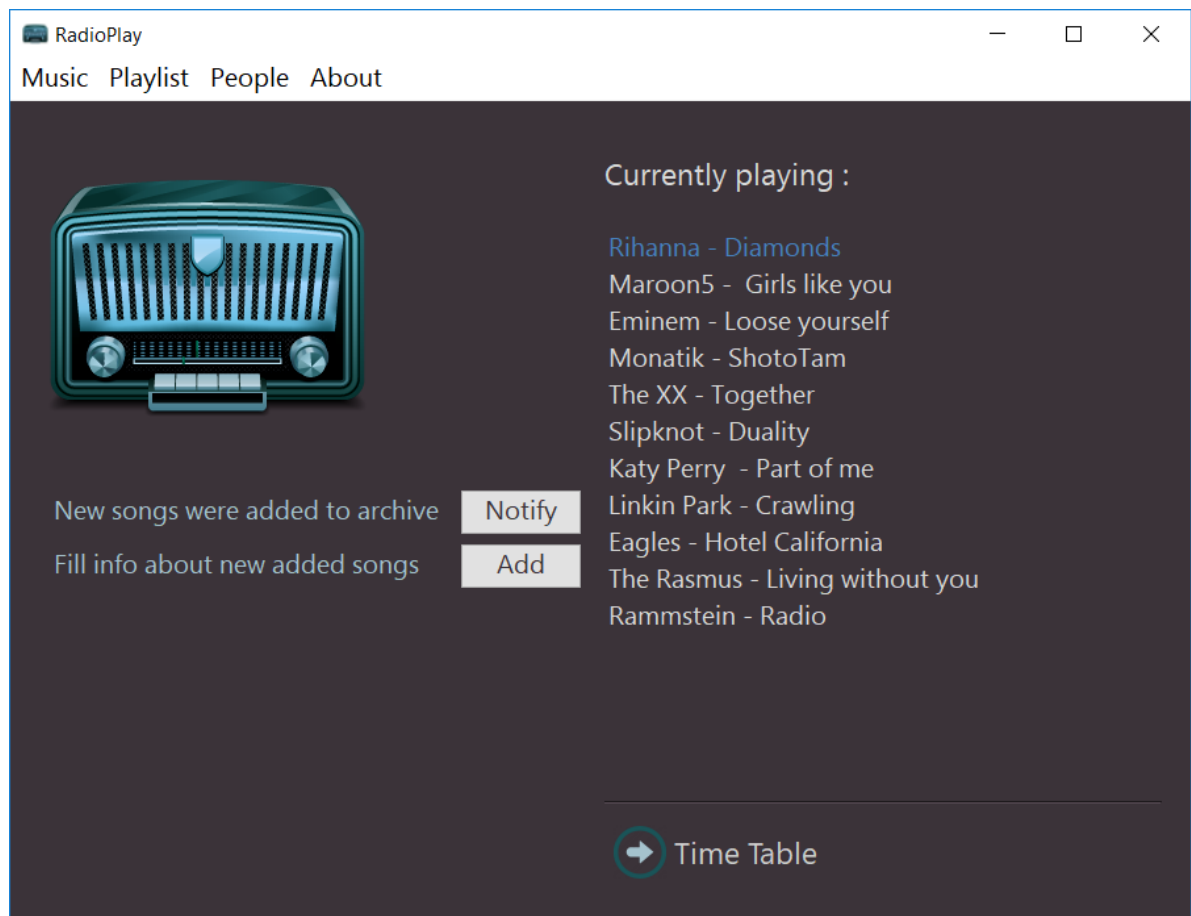 RadioPlay
Music Playlist People About
Currently playing :
Rihanna - Diamonds
Maroon5 -  Girls like you
Eminem - Loose yourself
Monatik - ShotoTam
The XX - Together
Slipknot - Duality
Katy Perry  - Part of me
Linkin Park - Crawling
Eagles - Hotel California
The Rasmus - Living without you
Rammstein - Radio
New songs were added to archive Notify
Fill info about new added songs Add
Time Table